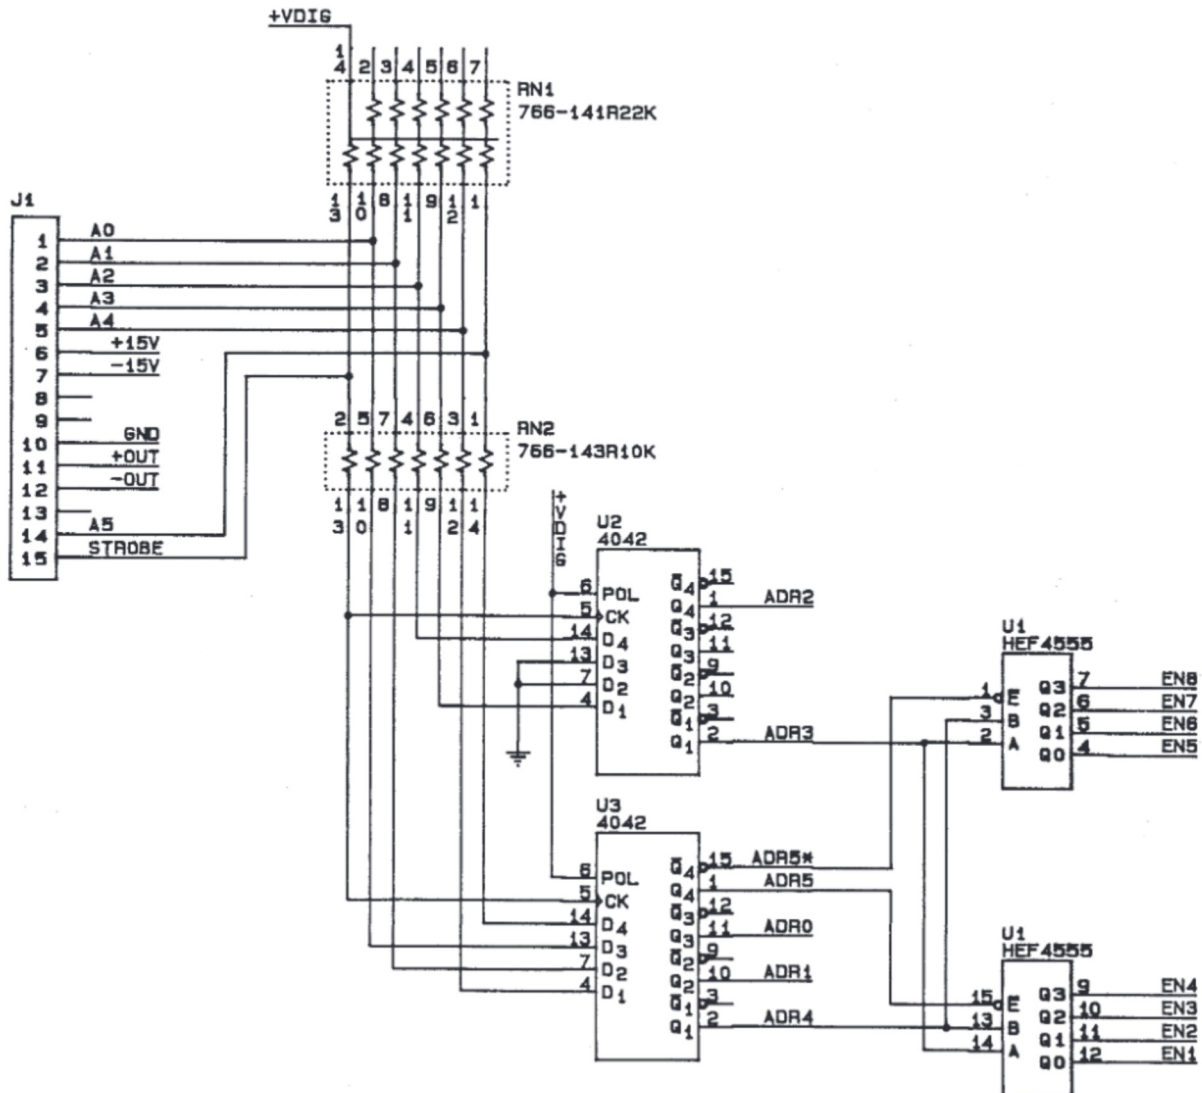 +VDIG
1
4 2 3 4 5 6 7
RN1
766-141R22K
1 1 8 1 9 1 1
3 0 1 2
J1
1 A0
2 A1
3 A2
4 A3
5 A4
6 +15V
7 -15V
8
9
10 GND
11 +OUT
12 -OUT
13
14 A5
15 STROBE
2 5 7 4 6 3 1
RN2
766-143R10K
1 1 8 1 9 1 1
3 0 1 2 4
+VDIG
U2
4042
6 POL
5 CK
14 D4
13 D3
7 D2
4 D1
Q̅4 15
Q4 1 ADR2
Q̅3 12
Q3 11
Q̅2 9
Q2 10
Q̅1 3
Q1 2 ADR3
U3
4042
6 POL
5 CK
14 D4
13 D3
7 D2
4 D1
Q̅4 15 ADR5*
Q4 1 ADR5
Q̅3 12
Q3 11 ADR0
Q̅2 9
Q2 10 ADR1
Q̅1 3
Q1 2 ADR4
U1
HEF4555
1 E̅
3 B
2 A
Q3 7 EN8
Q2 6 EN7
Q1 5 EN6
Q0 4 EN5
U1
HEF4555
15 E̅
13 B
14 A
Q3 9 EN4
Q2 10 EN3
Q1 11 EN2
Q0 12 EN1